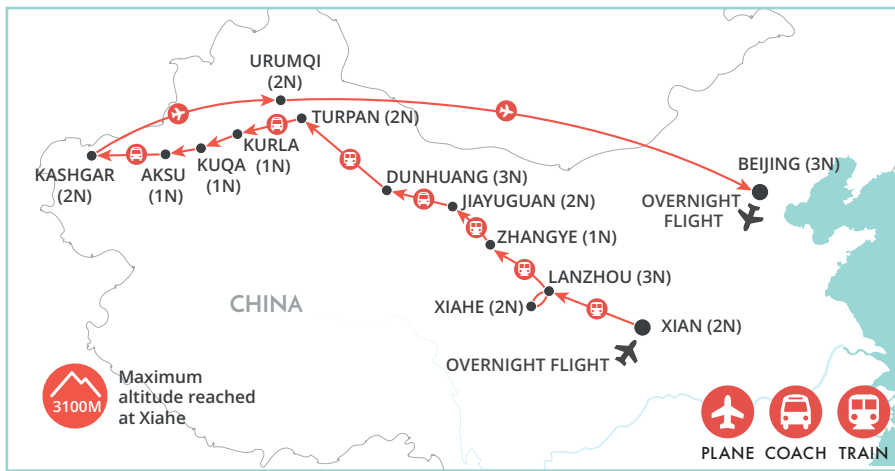 URUMQI
(2N)
TURPAN (2N)
KURLA
(1N)
KUQA
(1N)
AKSU
(1N)
KASHGAR
(2N)
DUNHUANG (3N)
JIAYUGUAN (2N)
ZHANGYE (1N)
LANZHOU (3N)
XIAHE (2N)
XIAN (2N)
OVERNIGHT FLIGHT
BEIJING (3N)
OVERNIGHT
FLIGHT
CHINA
3100M
Maximum
altitude reached
at Xiahe
PLANE COACH TRAIN